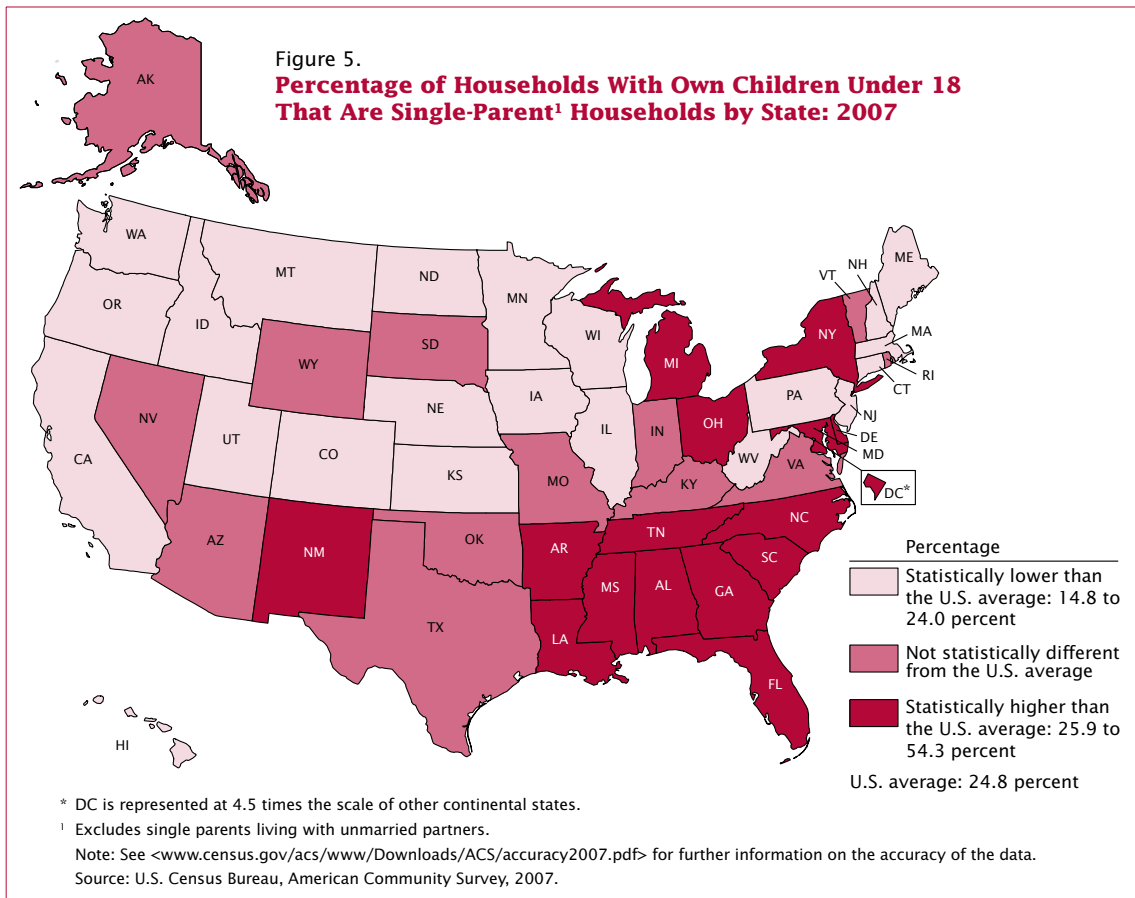 Figure 5.
Percentage of Households With Own Children Under 18
That Are Single-Parent¹ Households by State: 2007
AK
WA
MT
ND
MN
ME
NH
VT
OR
ID
WI
NY
MA
SD
WY
MI
RI
CT
IA
PA
NE
NJ
NV
OH
IN
IL
DE
UT
MD
CO
WV
CA
KS
VA
MO
KY
DC*
NC
TN
OK
AZ
AR
NM
SC
MS
AL
GA
TX
LA
FL
HI
Percentage
Statistically lower than
the U.S. average: 14.8 to
24.0 percent
Not statistically different
from the U.S. average
Statistically higher than
the U.S. average: 25.9 to
54.3 percent
U.S. average: 24.8 percent
* DC is represented at 4.5 times the scale of other continental states.
¹ Excludes single parents living with unmarried partners.
Note: See <www.census.gov/acs/www/Downloads/ACS/accuracy2007.pdf> for further information on the accuracy of the data.
Source: U.S. Census Bureau, American Community Survey, 2007.